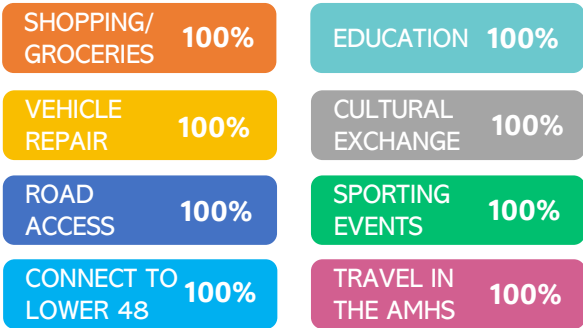 SHOPPING/
GROCERIES 100%
EDUCATION 100%
VEHICLE
REPAIR 100%
CULTURAL
EXCHANGE 100%
ROAD
ACCESS 100%
SPORTING
EVENTS 100%
CONNECT TO
LOWER 48 100%
TRAVEL IN
THE AMHS 100%